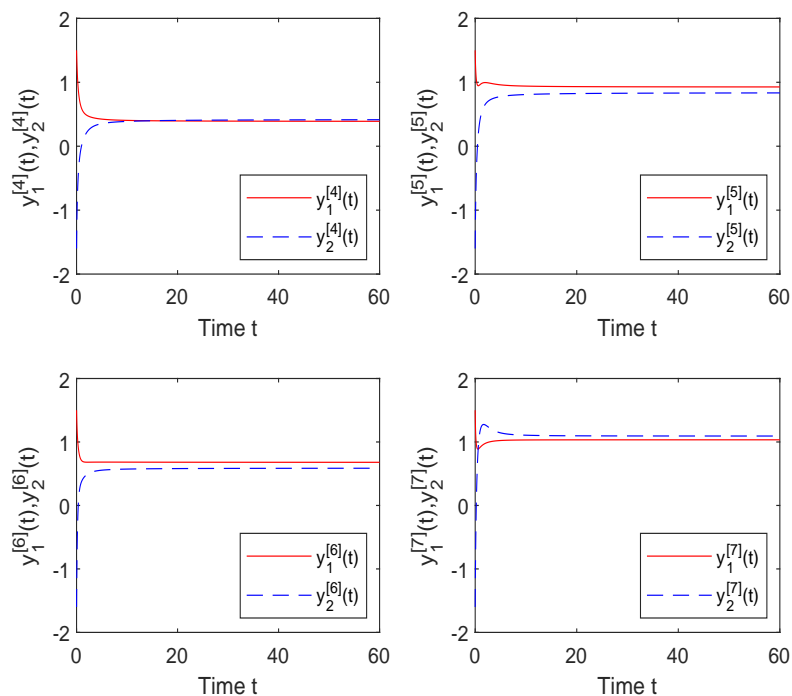 2
1
0
-1
-2
y₁^[4](t),y₂^[4](t)
y₁^[4](t)
y₂^[4](t)
0 20 40 60
Time t
2
1
0
-1
-2
y₁^[5](t),y₂^[5](t)
y₁^[5](t)
y₂^[5](t)
0 20 40 60
Time t
2
1
0
-1
-2
y₁^[6](t),y₂^[6](t)
y₁^[6](t)
y₂^[6](t)
0 20 40 60
Time t
2
1
0
-1
-2
y₁^[7](t),y₂^[7](t)
y₁^[7](t)
y₂^[7](t)
0 20 40 60
Time t